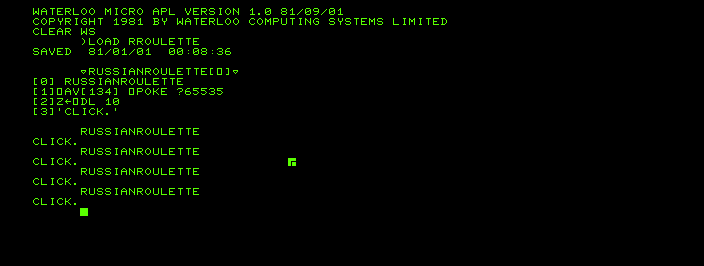 WATERLOO MICRO APL VERSION 1.0 81/09/01
COPYRIGHT 1981 BY WATERLOO COMPUTING SYSTEMS LIMITED
CLEAR WS
)LOAD RROULETTE
SAVED  81/01/01  00:08:36
∇RUSSIANROULETTE[⎕]∇
[0] RUSSIANROULETTE
[1]⎕AV[134] ⎕POKE ?65535
[2]Z←⎕DL 10
[3]'CLICK.'
RUSSIANROULETTE
CLICK.
RUSSIANROULETTE
CLICK.
RUSSIANROULETTE
CLICK.
RUSSIANROULETTE
CLICK.